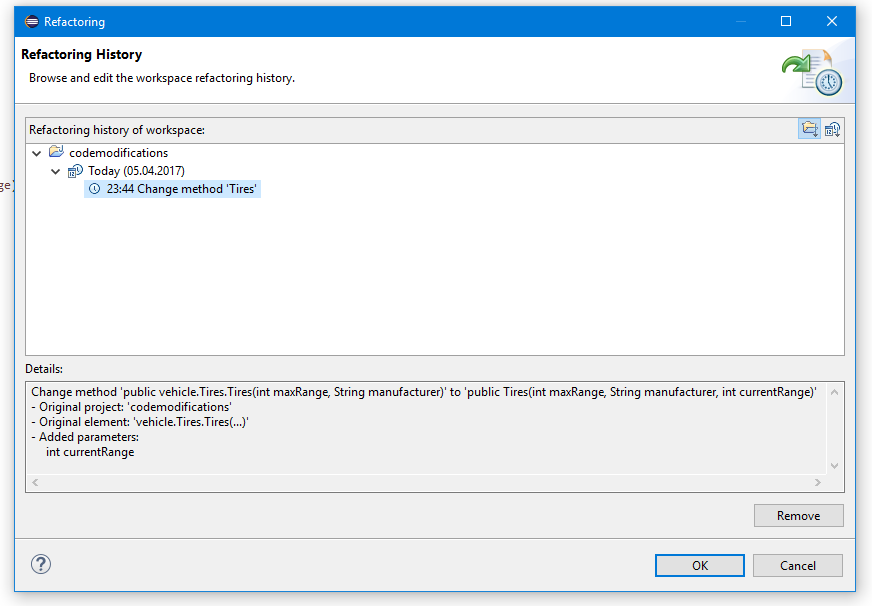 Refactoring
Refactoring History
Browse and edit the workspace refactoring history.
Refactoring history of workspace:
codemodifications
Today (05.04.2017)
23:44 Change method 'Tires'
Details:
Change method 'public vehicle.Tires.Tires(int maxRange, String manufacturer)' to 'public Tires(int maxRange, String manufacturer, int currentRange)'
- Original project: 'codemodifications'
- Original element: 'vehicle.Tires.Tires(...)'
- Added parameters:
int currentRange
Remove
?
OK
Cancel